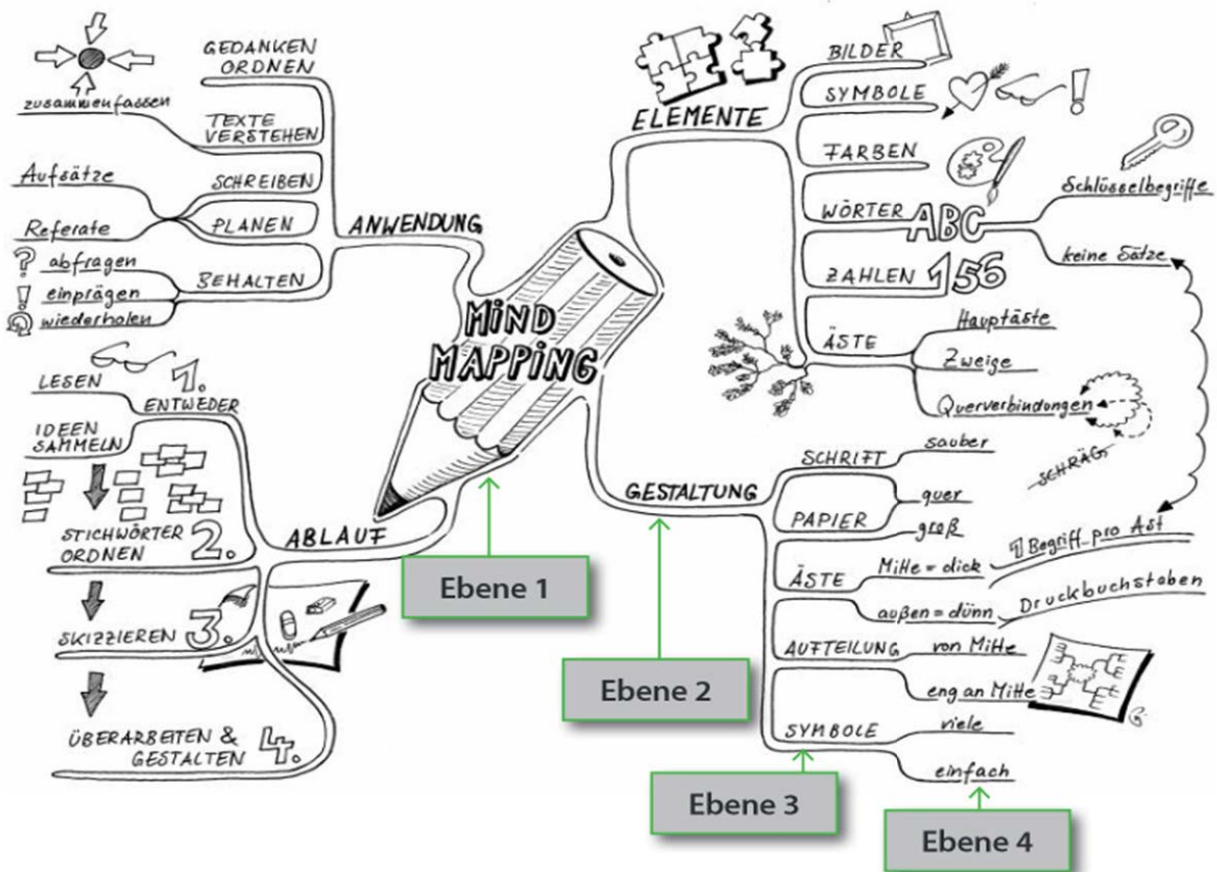 MIND
MAPPING
ANWENDUNG
GEDANKEN
ORDNEN
TEXTE
VERSTEHEN
zusammenfassen
SCHREIBEN
PLANEN
Aufsätze
Referate
BEHALTEN
? abfragen
! einprägen
wiederholen
ELEMENTE
BILDER
SYMBOLE
!
FARBEN
WÖRTER ABC
Schlüsselbegriffe
keine Sätze
ZAHLEN 156
ÄSTE
Hauptäste
Zweige
Querverbindungen
GESTALTUNG
SCHRIFT
sauber
SCHRÄG
PAPIER
quer
groß
ÄSTE
Mitte = dick
außen = dünn
1 Begriff pro Ast
Druckbuchstaben
AUFTEILUNG
von Mitte
eng an Mitte
SYMBOLE
viele
einfach
ABLAUF
1.
ENTWEDER
LESEN
IDEEN
SAMMELN
STICHWÖRTER
ORDNEN 2.
SKIZZIEREN 3.
ÜBERARBEITEN &
GESTALTEN 4.
Ebene 1
Ebene 2
Ebene 3
Ebene 4